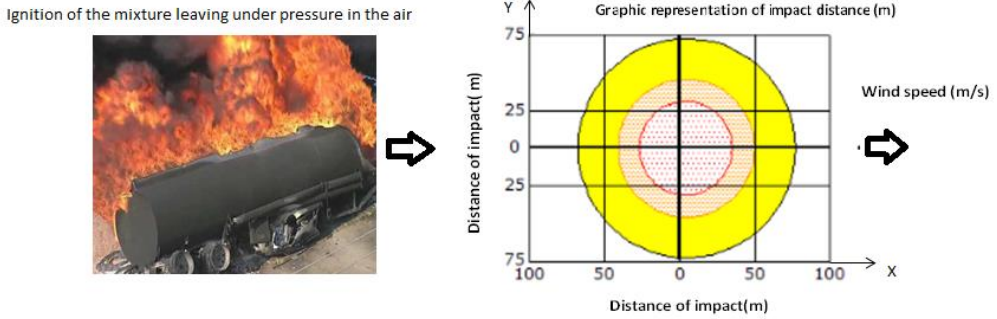 Ignition of the mixture leaving under pressure in the air
Y
Graphic representation of impact distance (m)
75
25
0
25
75
Distance of impact( m)
100 50 0 50 100
X
Distance of impact(m)
Wind speed (m/s)